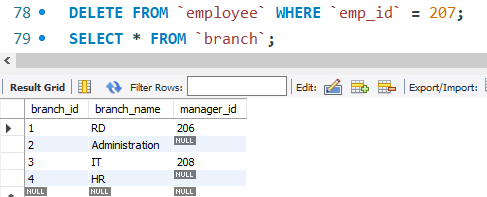 78 DELETE FROM `employee` WHERE `emp_id` = 207;
79 SELECT * FROM `branch`;
Result Grid Filter Rows: Edit: Export/Import:
branch_id branch_name manager_id
1 RD 206
2 Administration NULL
3 IT 208
4 HR NULL
NULL NULL NULL